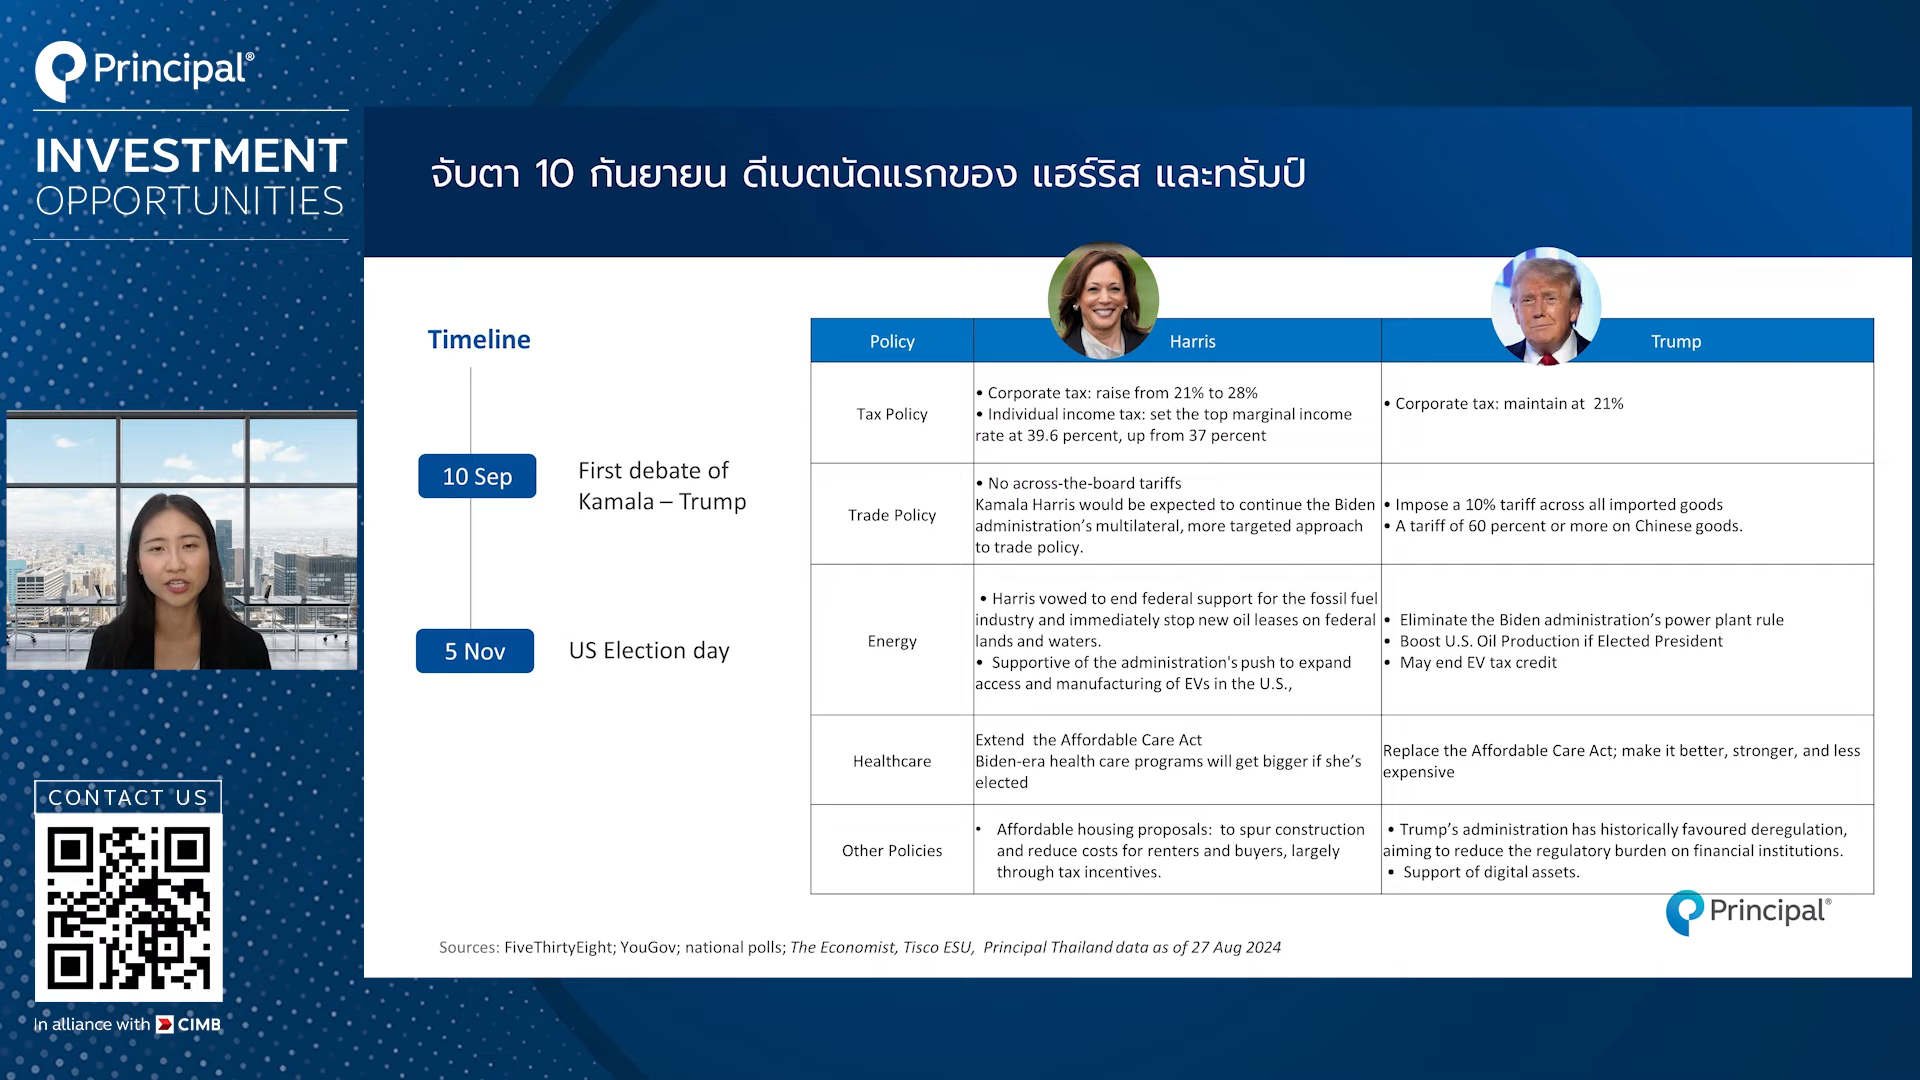 Principal®
INVESTMENT
OPPORTUNITIES
จับตา 10 กันยายน ดีเบตนัดแรกของ แฮร์ริส และทรัมป์
Timeline
10 Sep
First debate of
Kamala – Trump
5 Nov
US Election day
Policy
Harris
Trump
Tax Policy
• Corporate tax: raise from 21% to 28%
• Individual income tax: set the top marginal income
rate at 39.6 percent, up from 37 percent
• Corporate tax: maintain at 21%
Trade Policy
• No across-the-board tariffs
Kamala Harris would be expected to continue the Biden
administration’s multilateral, more targeted approach
to trade policy.
• Impose a 10% tariff across all imported goods
• A tariff of 60 percent or more on Chinese goods.
Energy
• Harris vowed to end federal support for the fossil fuel
industry and immediately stop new oil leases on federal
lands and waters.
• Supportive of the administration's push to expand
access and manufacturing of EVs in the U.S.,
• Eliminate the Biden administration’s power plant rule
• Boost U.S. Oil Production if Elected President
• May end EV tax credit
Healthcare
Extend the Affordable Care Act
Biden-era health care programs will get bigger if she’s
elected
Replace the Affordable Care Act; make it better, stronger, and less
expensive
Other Policies
• Affordable housing proposals: to spur construction
and reduce costs for renters and buyers, largely
through tax incentives.
• Trump’s administration has historically favoured deregulation,
aiming to reduce the regulatory burden on financial institutions.
• Support of digital assets.
Principal®
Sources: FiveThirtyEight; YouGov; national polls; The Economist, Tisco ESU, Principal Thailand data as of 27 Aug 2024
CONTACT US
In alliance with CIMB